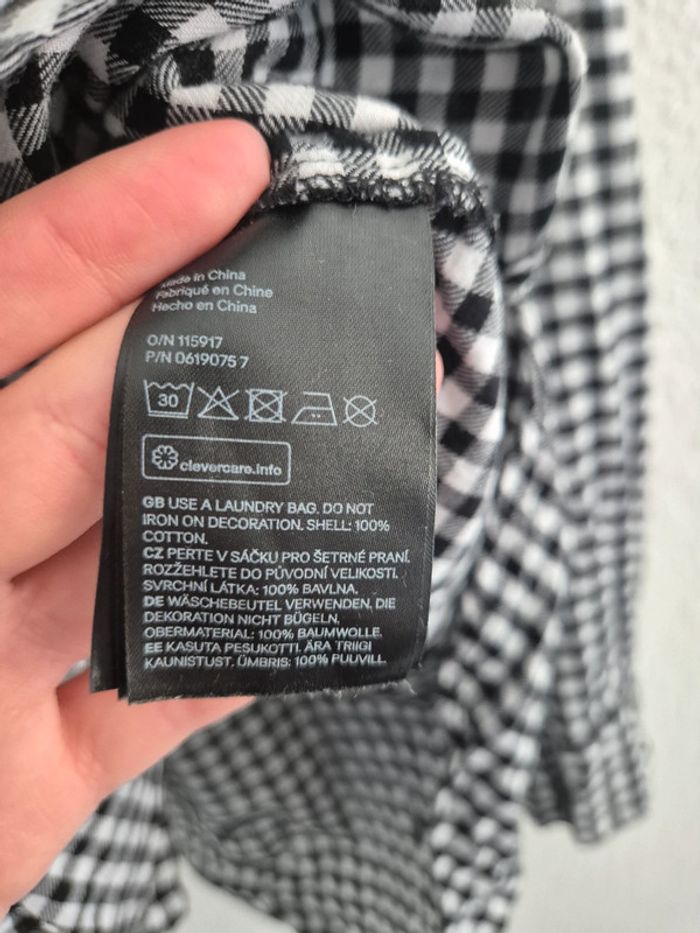 Made in China
Fabriqué en Chine
Hecho en China
O/N 115917
P/N 0619075 7
30
clevercare.info
GB USE A LAUNDRY BAG. DO NOT
IRON ON DECORATION. SHELL: 100%
COTTON.
CZ PERTE V SÁČKU PRO ŠETRNÉ PRANÍ.
ROZŽEHLETE DO PŮVODNÍ VELIKOSTI.
SVRCHNÍ LÁTKA: 100% BAVLNA.
DE WÄSCHEBEUTEL VERWENDEN. DIE
DEKORATION NICHT BÜGELN.
OBERMATERIAL: 100% BAUMWOLLE.
EE KASUTA PESUKOTTI. ÄRA TRIIGI
KAUNISTUST. ÜMBRIS: 100% PUUVILL.